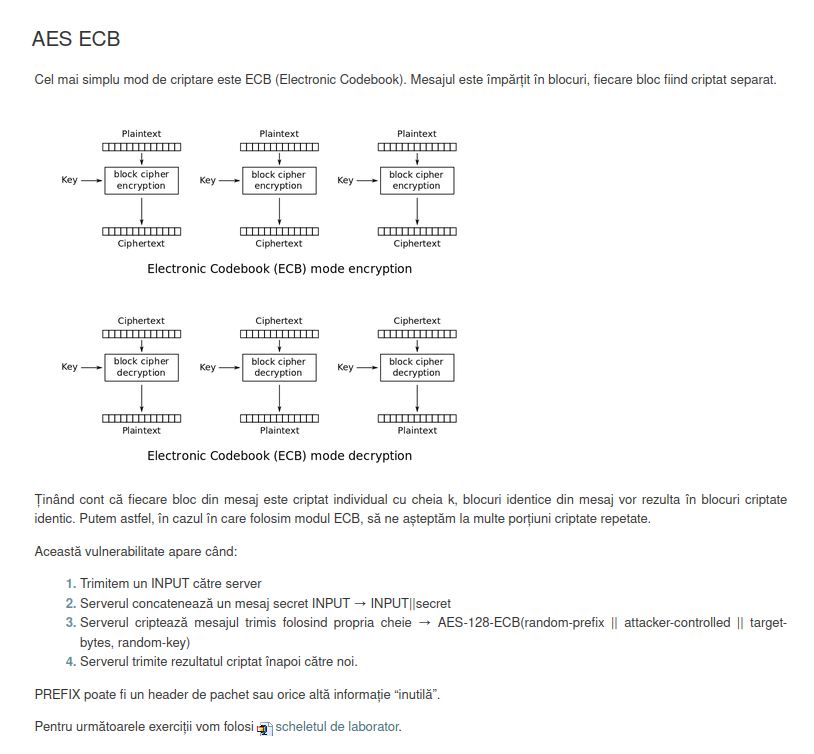 AES ECB
Cel mai simplu mod de criptare este ECB (Electronic Codebook). Mesajul este împărțit în blocuri, fiecare bloc fiind criptat separat.
Plaintext Plaintext Plaintext
Key block cipher encryption Key block cipher encryption Key block cipher encryption
Ciphertext Ciphertext Ciphertext
Electronic Codebook (ECB) mode encryption
Ciphertext Ciphertext Ciphertext
Key block cipher decryption Key block cipher decryption Key block cipher decryption
Plaintext Plaintext Plaintext
Electronic Codebook (ECB) mode decryption
Ținând cont că fiecare bloc din mesaj este criptat individual cu cheia k, blocuri identice din mesaj vor rezulta în blocuri criptate
identic. Putem astfel, în cazul în care folosim modul ECB, să ne așteptăm la multe porțiuni criptate repetate.
Această vulnerabilitate apare când:
1. Trimitem un INPUT către server
2. Serverul concatenează un mesaj secret INPUT → INPUT||secret
3. Serverul criptează mesajul trimis folosind propria cheie → AES-128-ECB(random-prefix || attacker-controlled || target-
bytes, random-key)
4. Serverul trimite rezultatul criptat înapoi către noi.
PREFIX poate fi un header de pachet sau orice altă informație “inutilă”.
Pentru următoarele exerciții vom folosi scheletul de laborator.